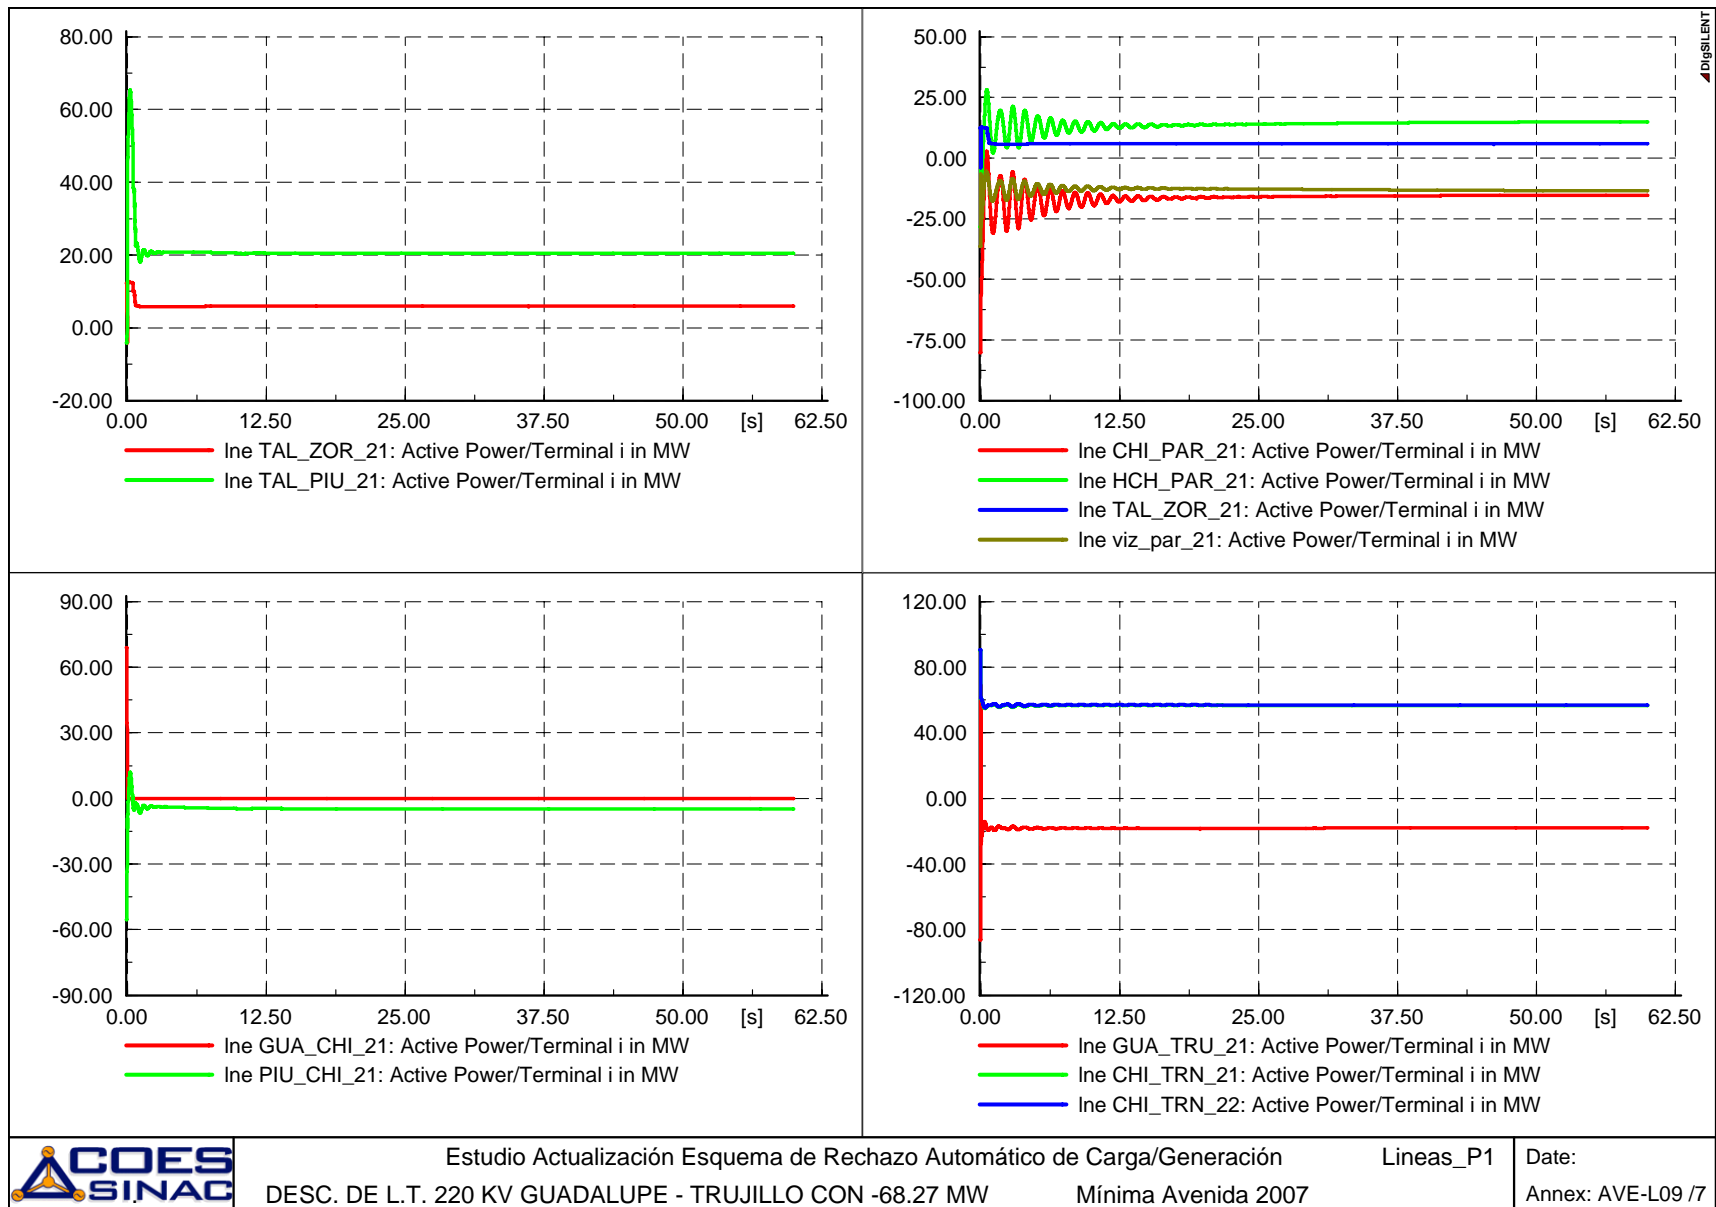 80.00
60.00
40.00
20.00
0.00
-20.00
0.00 12.50 25.00 37.50 50.00 [s] 62.50
lne TAL_ZOR_21: Active Power/Terminal i in MW
lne TAL_PIU_21: Active Power/Terminal i in MW
DIgSILENT
50.00
25.00
0.00
-25.00
-50.00
-75.00
-100.00
0.00 12.50 25.00 37.50 50.00 [s] 62.50
lne CHI_PAR_21: Active Power/Terminal i in MW
lne HCH_PAR_21: Active Power/Terminal i in MW
lne TAL_ZOR_21: Active Power/Terminal i in MW
lne viz_par_21: Active Power/Terminal i in MW
90.00
60.00
30.00
0.00
-30.00
-60.00
-90.00
0.00 12.50 25.00 37.50 50.00 [s] 62.50
lne GUA_CHI_21: Active Power/Terminal i in MW
lne PIU_CHI_21: Active Power/Terminal i in MW
120.00
80.00
40.00
0.00
-40.00
-80.00
-120.00
0.00 12.50 25.00 37.50 50.00 [s] 62.50
lne GUA_TRU_21: Active Power/Terminal i in MW
lne CHI_TRN_21: Active Power/Terminal i in MW
lne CHI_TRN_22: Active Power/Terminal i in MW
COES
SINAC
Estudio Actualización Esquema de Rechazo Automático de Carga/Generación Lineas_P1
DESC. DE L.T. 220 KV GUADALUPE - TRUJILLO CON -68.27 MW Mínima Avenida 2007
Date:
Annex: AVE-L09 /7